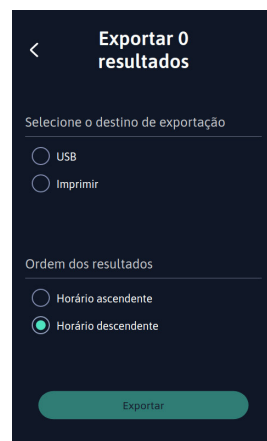 Exportar 0
resultados
Selecione o destino de exportação
USB
Imprimir
Ordem dos resultados
Horário ascendente
Horário descendente
Exportar